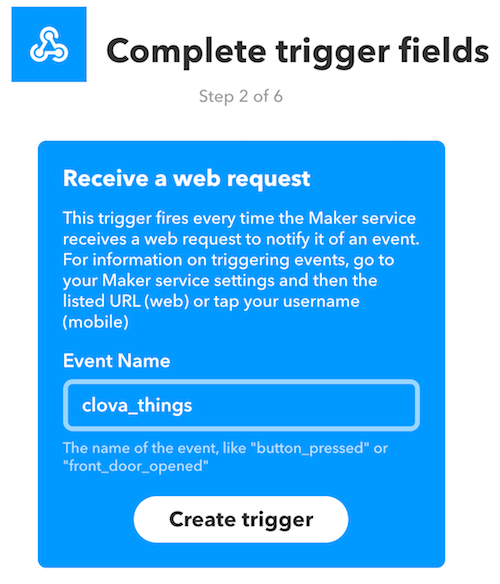 Complete trigger fields
Step 2 of 6
Receive a web request
This trigger fires every time the Maker service
receives a web request to notify it of an event.
For information on triggering events, go to
your Maker service settings and then the
listed URL (web) or tap your username
(mobile)
Event Name
clova_things
The name of the event, like "button_pressed" or
"front_door_opened"
Create trigger